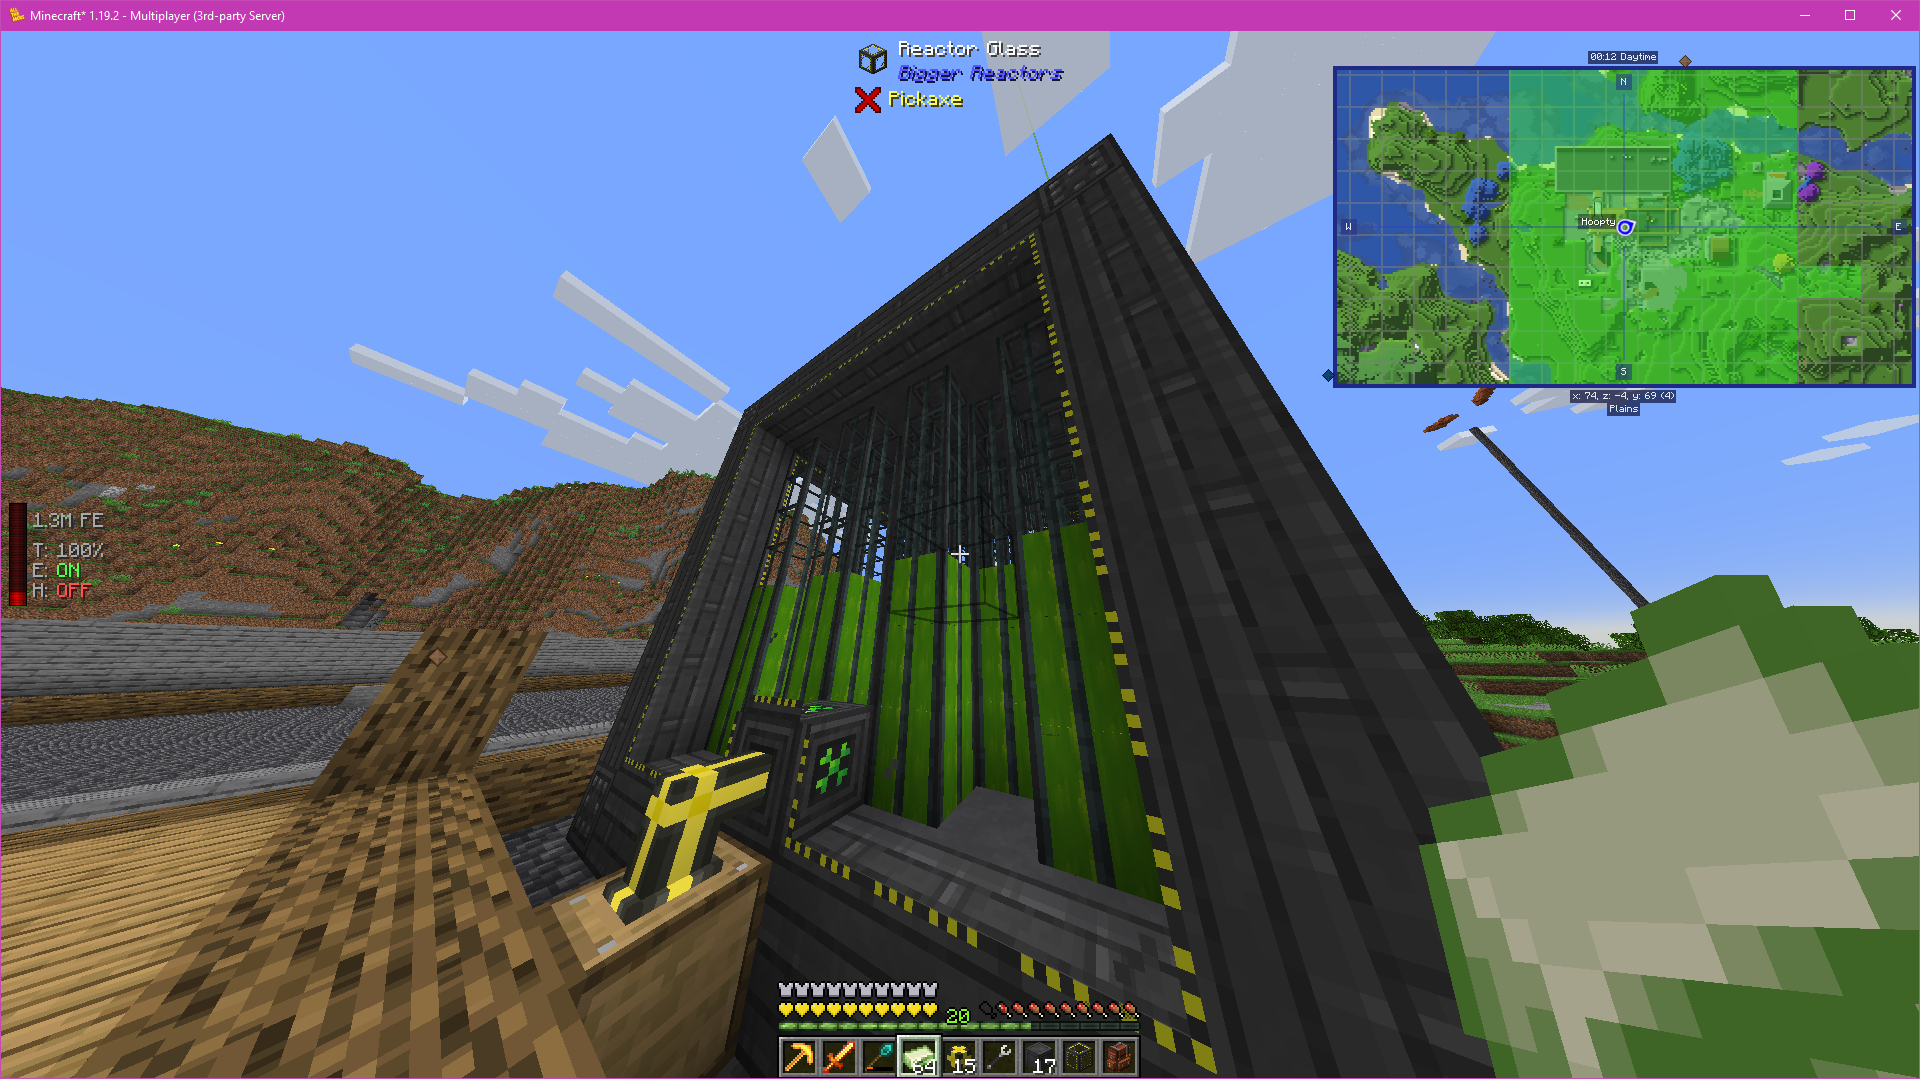 Minecraft* 1.19.2 - Multiplayer (3rd-party Server)
Reactor Glass
Bigger Reactors
Pickaxe
00:12 Daytime
N
W
Hoopty
E
S
x: 74, z: -4, y: 69 (4)
Plains
1.3M FE
T: 100%
E: ON
H: OFF
20
64
15
17